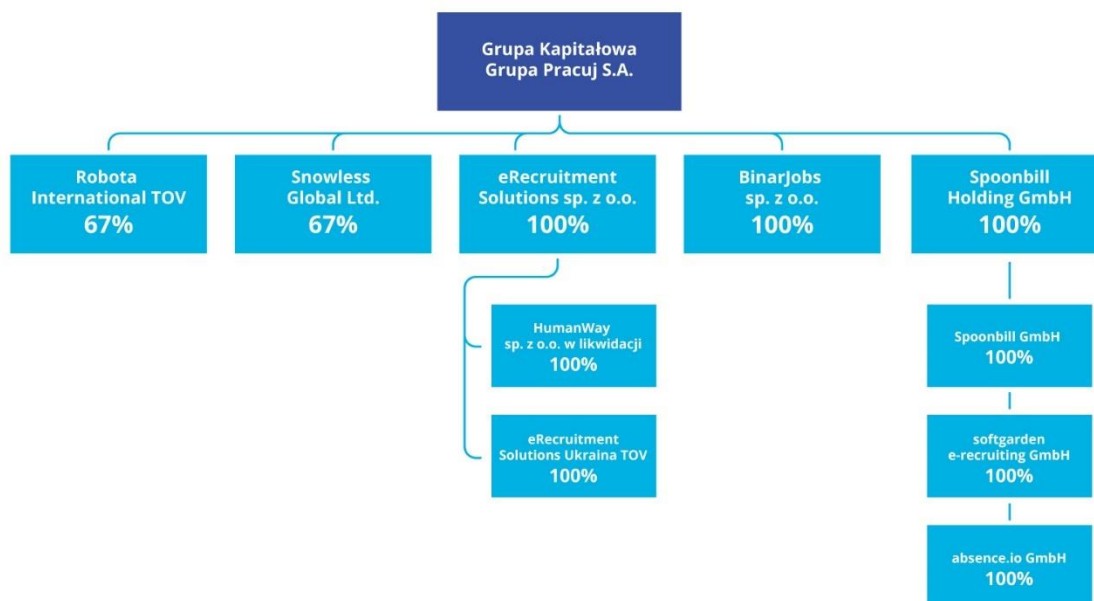 Grupa Kapitałowa
Grupa Pracuj S.A.
Robota
International TOV
67%
Snowless
Global Ltd.
67%
eRecruitment
Solutions sp. z o.o.
100%
BinarJobs
sp. z o.o.
100%
Spoonbill
Holding GmbH
100%
HumanWay
sp. z o.o. w likwidacji
100%
eRecruitment
Solutions Ukraina TOV
100%
Spoonbill GmbH
100%
softgarden
e-recruiting GmbH
100%
absence.io GmbH
100%